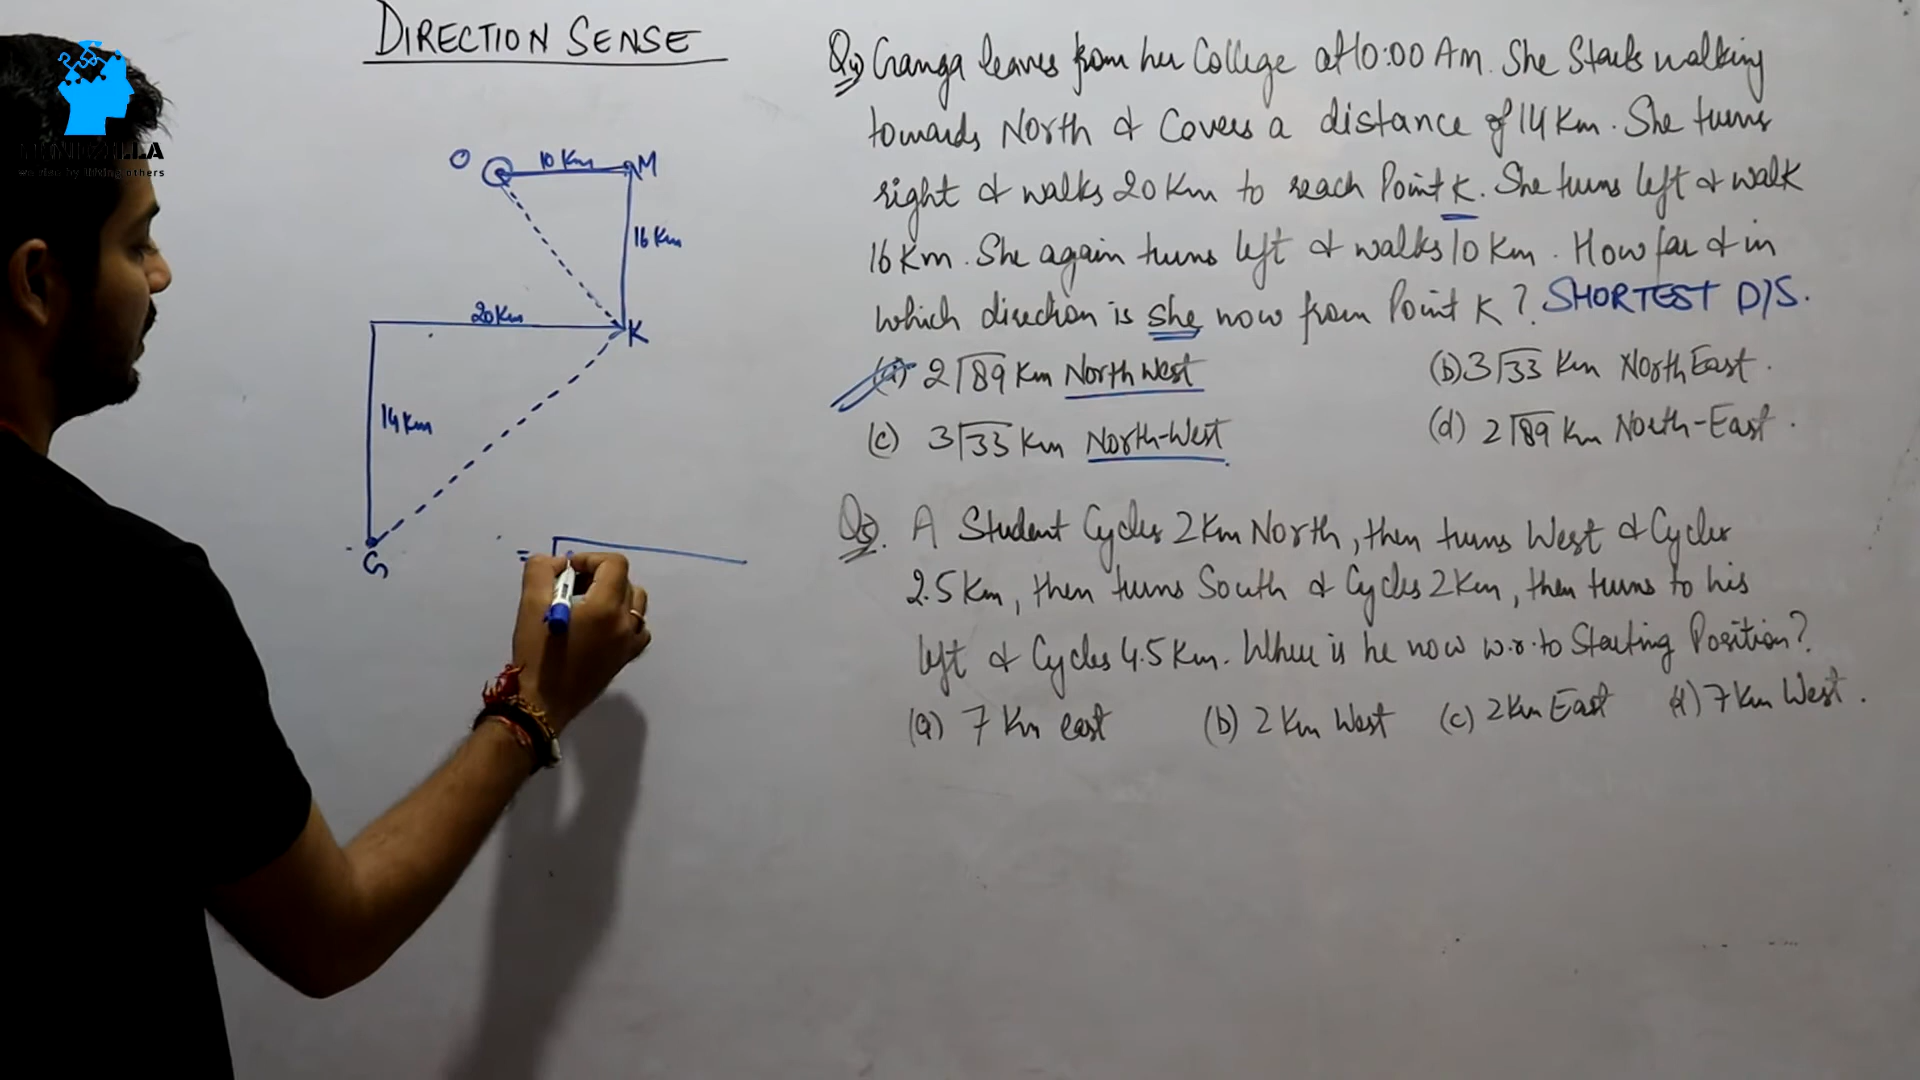 DIRECTION SENSE
O
10 Km
M
16 Km
20Km
K
14Km
S
=
Q4) Ganga leaves from her College at 10:00 Am. She Starts walking
towards North & Covers a distance of 14 Km. She turns
right & walks 20 Km to reach Point K. She turns left & walk
16 Km. She again turns left & walks 10 Km. How far & in
which direction is she now from Point K? SHORTEST D/S.
(a) 2√89 Km North West
(b) 3√33 Km North East.
(c) 3√33 Km North-West
(d) 2√89 Km North-East.
Q5. A Student Cycles 2 Km North, then turns West & Cycles
2.5 Km, then turns South & Cycles 2 Km, then turns to his
left & Cycles 4.5 Km. Where is he now w.r.to Starting Position?
(a) 7 Km east (b) 2 Km West (c) 2 Km East (d) 7 Km West.